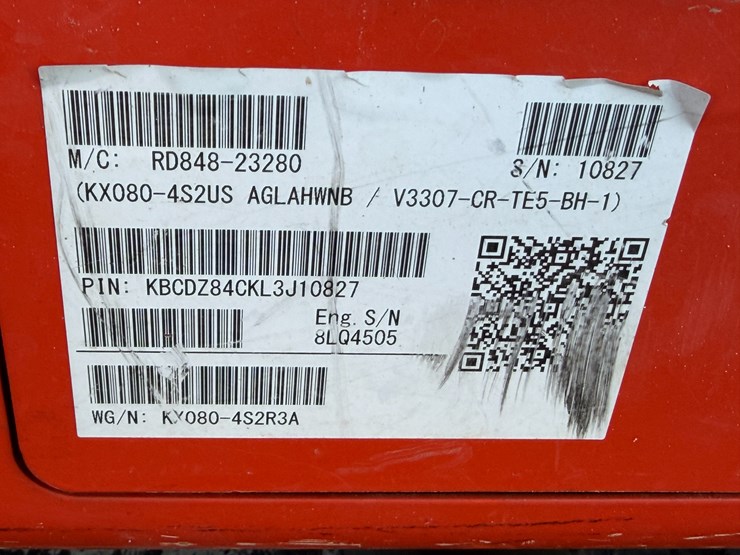 M/C: RD848-23280
S/N: 10827
(KX080-4S2US AGLAHWNB / V3307-CR-TE5-BH-1)
PIN: KBCDZ84CKL3J10827
Eng. S/N
8LQ4505
WG/N: KX080-4S2R3A